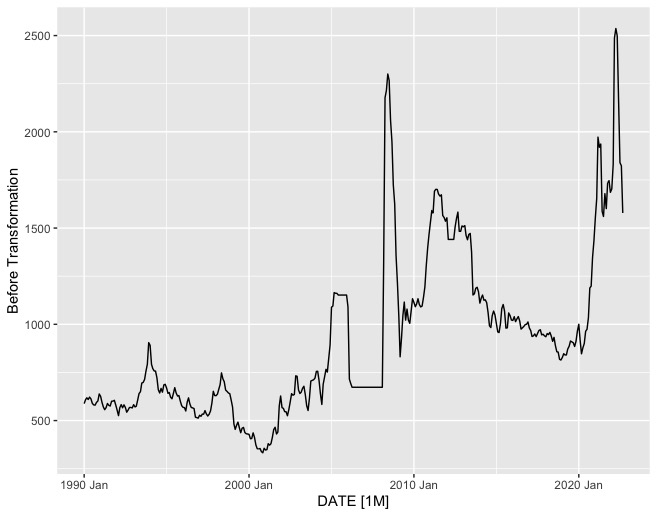 2500
2000
1500
1000
500
Before Transformation
1990 Jan
2000 Jan
2010 Jan
2020 Jan
DATE [1M]